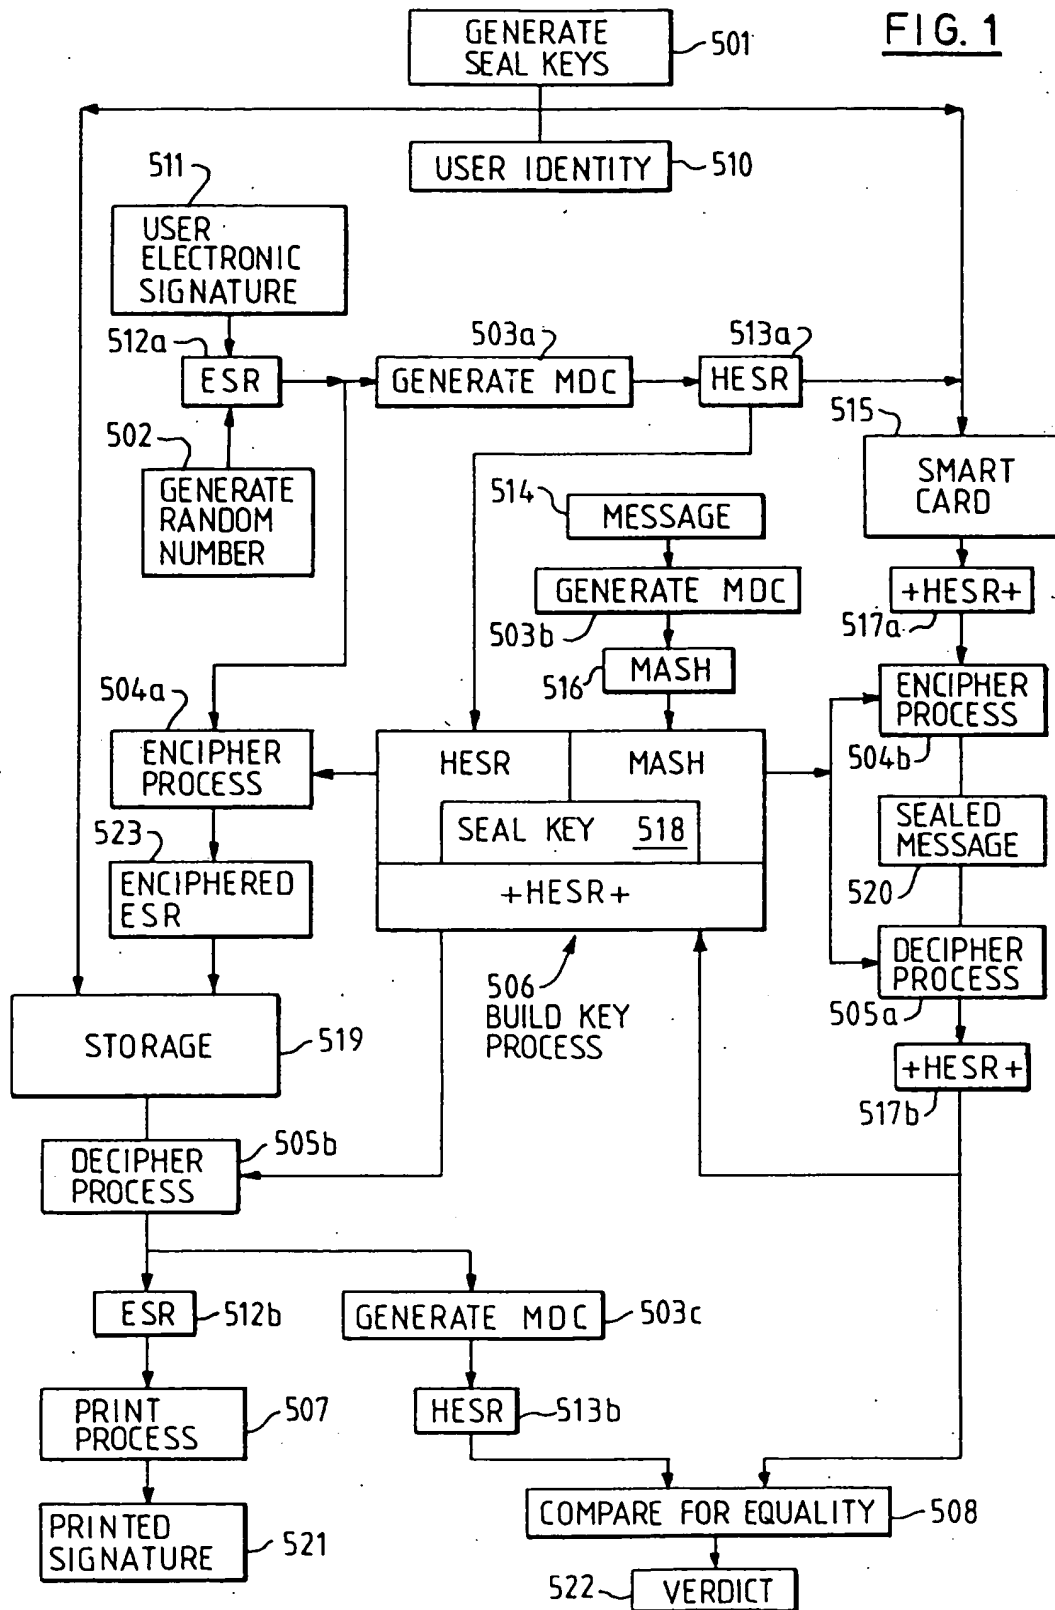 FIG. 1
GENERATE
SEAL KEYS
501
USER IDENTITY
510
511
USER
ELECTRONIC
SIGNATURE
512a
ESR
503a
GENERATE MDC
513a
HESR
502
GENERATE
RANDOM
NUMBER
515
SMART
CARD
514
MESSAGE
GENERATE MDC
503b
+HESR+
517a
516
MASH
504a
ENCIPHER
PROCESS
HESR
MASH
SEAL KEY 518
+HESR+
ENCIPHER
PROCESS
504b
523
ENCIPHERED
ESR
SEALED
MESSAGE
520
506
BUILD KEY
PROCESS
DECIPHER
PROCESS
505a
STORAGE
519
+HESR+
517b
DECIPHER
PROCESS
505b
ESR
512b
GENERATE MDC
503c
PRINT
PROCESS
507
HESR
513b
PRINTED
SIGNATURE
521
COMPARE FOR EQUALITY
508
522
VERDICT